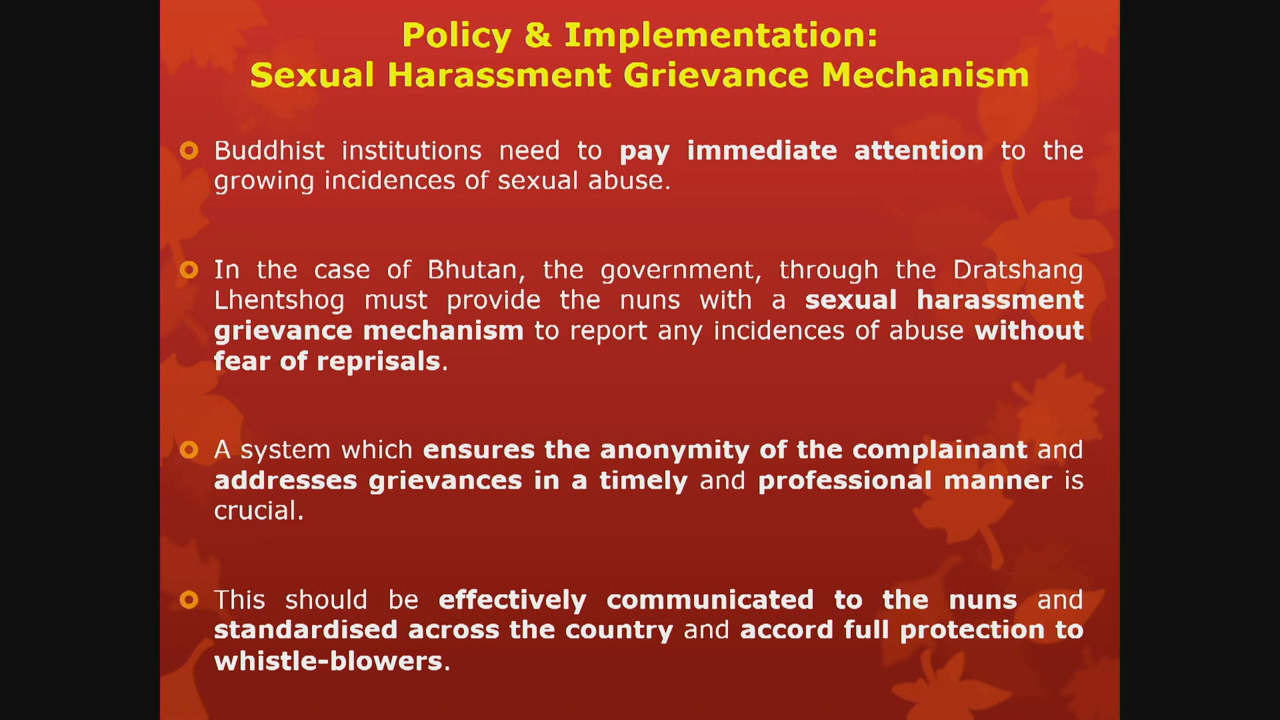 Policy & Implementation:
Sexual Harassment Grievance Mechanism
Buddhist institutions need to pay immediate attention to the
growing incidences of sexual abuse.
In the case of Bhutan, the government, through the Dratshang
Lhentshog must provide the nuns with a sexual harassment
grievance mechanism to report any incidences of abuse without
fear of reprisals.
A system which ensures the anonymity of the complainant and
addresses grievances in a timely and professional manner is
crucial.
This should be effectively communicated to the nuns and
standardised across the country and accord full protection to
whistle-blowers.